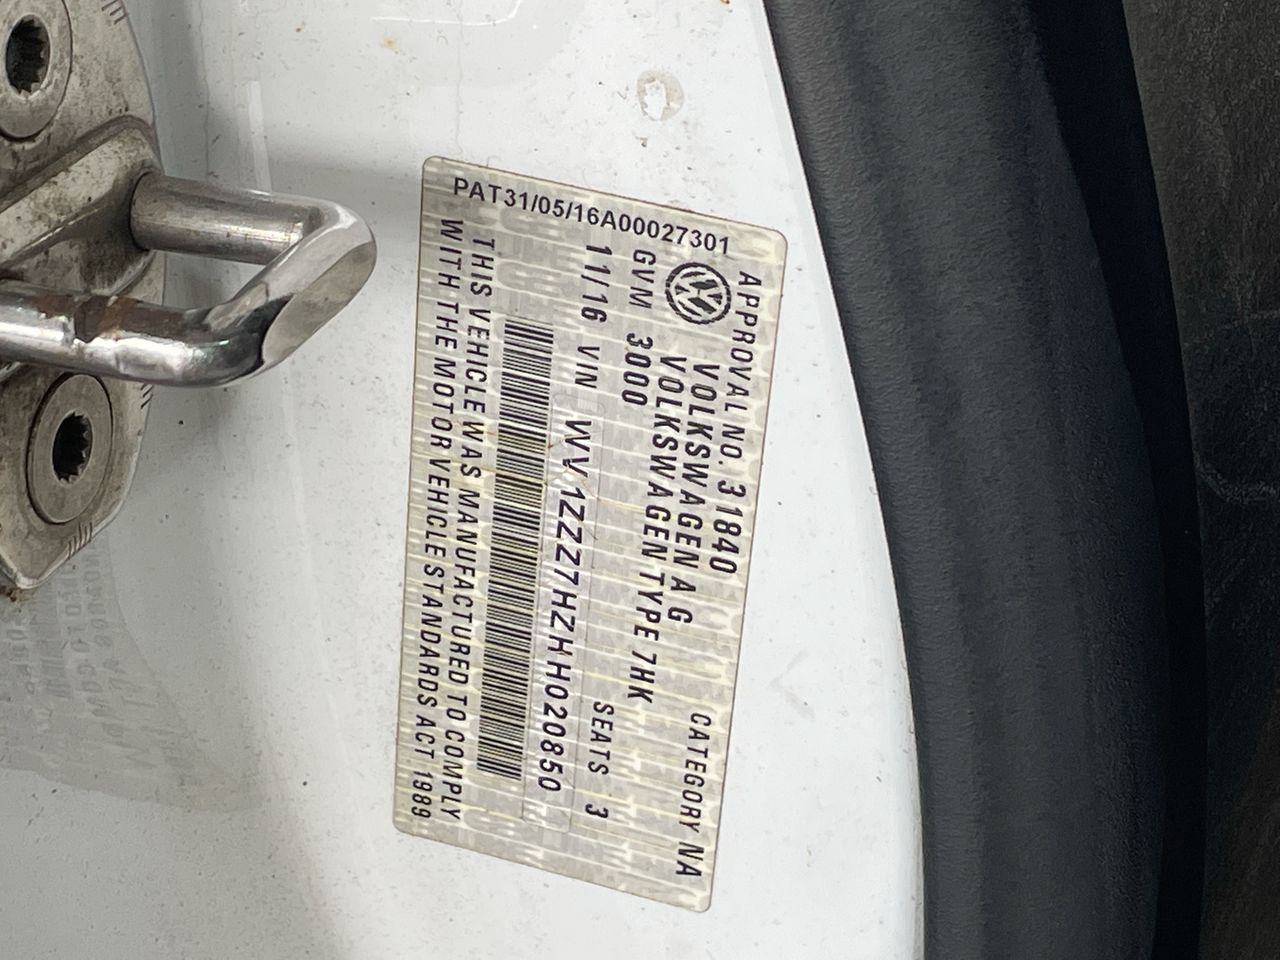 PAT31/05/16A00027301
APPROVAL NO. 31840 CATEGORY NA
VOLKSWAGEN AG
VOLKSWAGEN TYPE 7HK
GVM 3000 SEATS 3
11/16 VIN WV1ZZZ7HZHH020850
THIS VEHICLE WAS MANUFACTURED TO COMPLY
WITH THE MOTOR VEHICLE STANDARDS ACT 1989